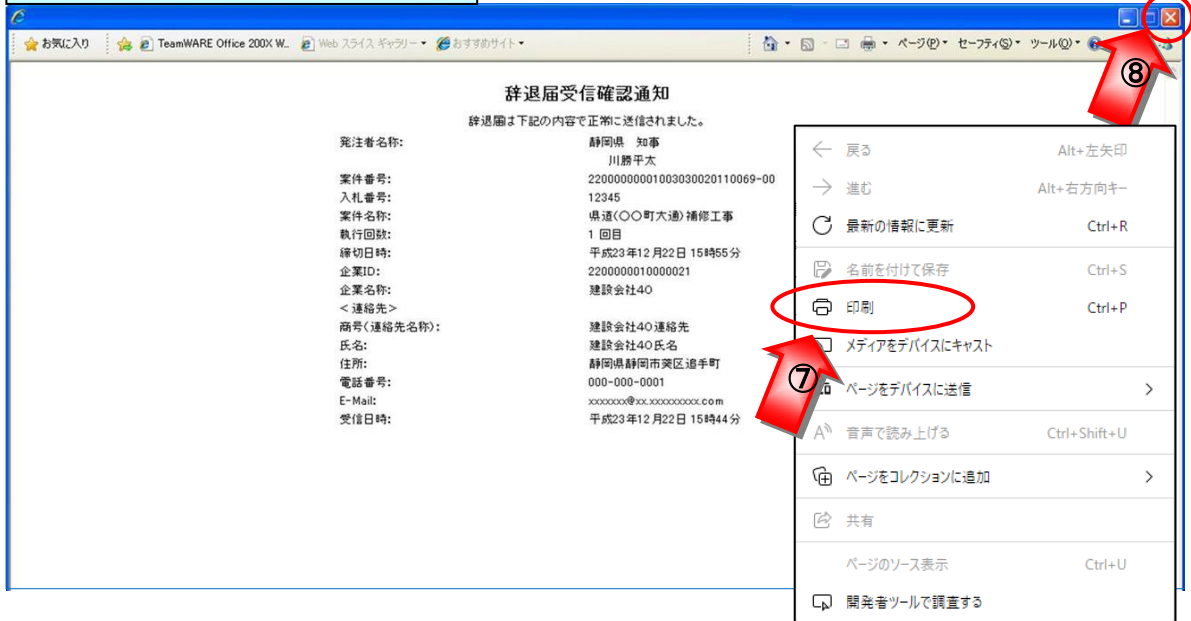 お気に入り TeamWARE Office 200X W... Web スライス ギャラリー おすすめサイト ページ(P) セーフティ(S) ツール(O)
⑧
辞退届受信確認通知
辞退届は下記の内容で正常に送信されました。
発注者名称: 静岡県 知事
川勝平太
案件番号: 22000000001003030020110069-00
入札番号: 12345
案件名称: 県道(〇〇町大通)補修工事
執行回数: 1 回目
締切日時: 平成23年12月22日 15時55分
企業ID: 2200000010000021
企業名称: 建設会社40
<連絡先>
商号(連絡先名称): 建設会社40連絡先
氏名: 建設会社40氏名
住所: 静岡県静岡市葵区追手町
電話番号: 000-000-0001
E-Mail: xxxxxxx@xx.xxxxxxxxxx.com
受信日時: 平成23年12月22日 15時44分
戻る Alt+左矢印
進む Alt+右方向キー
最新の情報に更新 Ctrl+R
名前を付けて保存 Ctrl+S
印刷 Ctrl+P
メディアをデバイスにキャスト
⑦
ページをデバイスに送信
音声で読み上げる Ctrl+Shift+U
ページをコレクションに追加
共有
ページのソース表示 Ctrl+U
開発者ツールで調査する